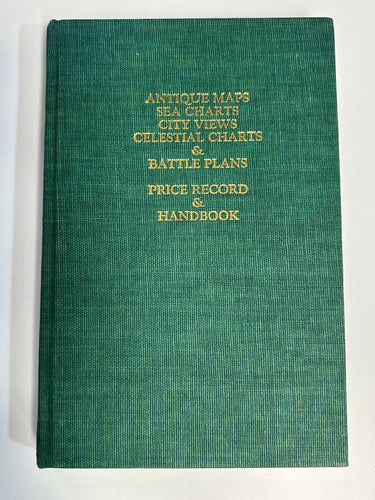 ANTIQUE MAPS
SEA CHARTS
CITY VIEWS
CELESTIAL CHARTS
&
BATTLE PLANS
PRICE RECORD
&
HANDBOOK